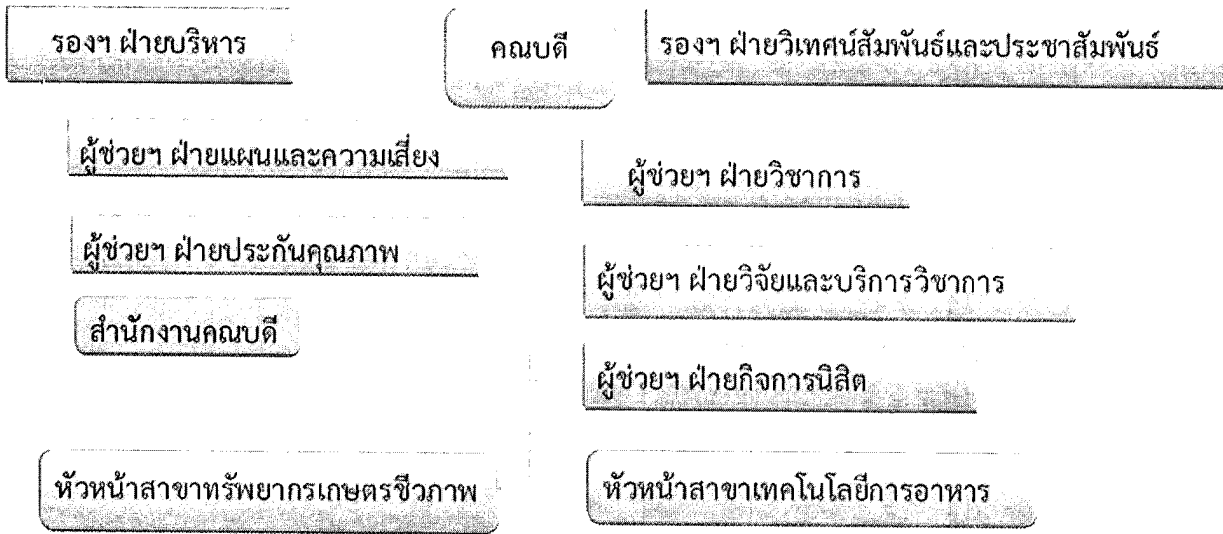 รองฯ ฝ่ายบริหาร
คณบดี
รองฯ ฝ่ายวิเทศน์สัมพันธ์และประชาสัมพันธ์
ผู้ช่วยฯ ฝ่ายแผนและความเสี่ยง
ผู้ช่วยฯ ฝ่ายวิชาการ
ผู้ช่วยฯ ฝ่ายประกันคุณภาพ
ผู้ช่วยฯ ฝ่ายวิจัยและบริการวิชาการ
สำนักงานคณบดี
ผู้ช่วยฯ ฝ่ายกิจการนิสิต
หัวหน้าสาขาทรัพยากรเกษตรชีวภาพ
หัวหน้าสาขาเทคโนโลยีการอาหาร